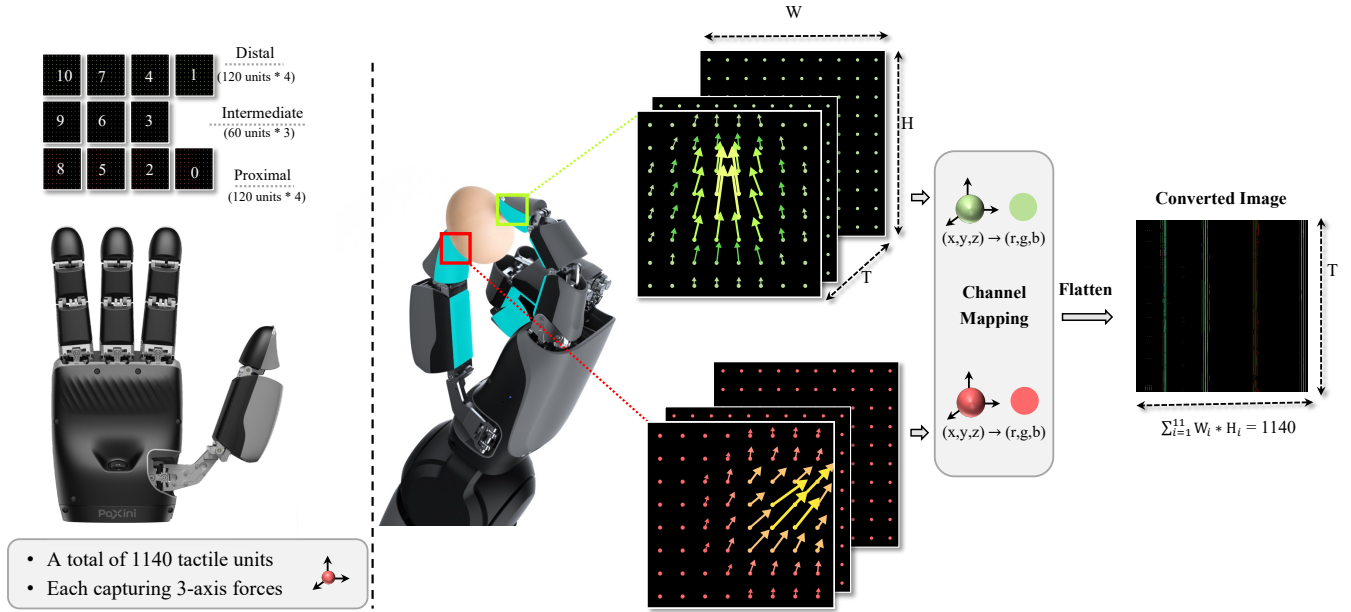 10 7 4 1
Distal
(120 units * 4)
9 6 3
Intermediate
(60 units * 3)
8 5 2 0
Proximal
(120 units * 4)
PaXini
• A total of 1140 tactile units
• Each capturing 3-axis forces
W
H
T
(x,y,z) → (r,g,b)
Channel
Mapping
(x,y,z) → (r,g,b)
Flatten
Converted Image
T
∑¹¹ᵢ₌₁ Wᵢ * Hᵢ = 1140